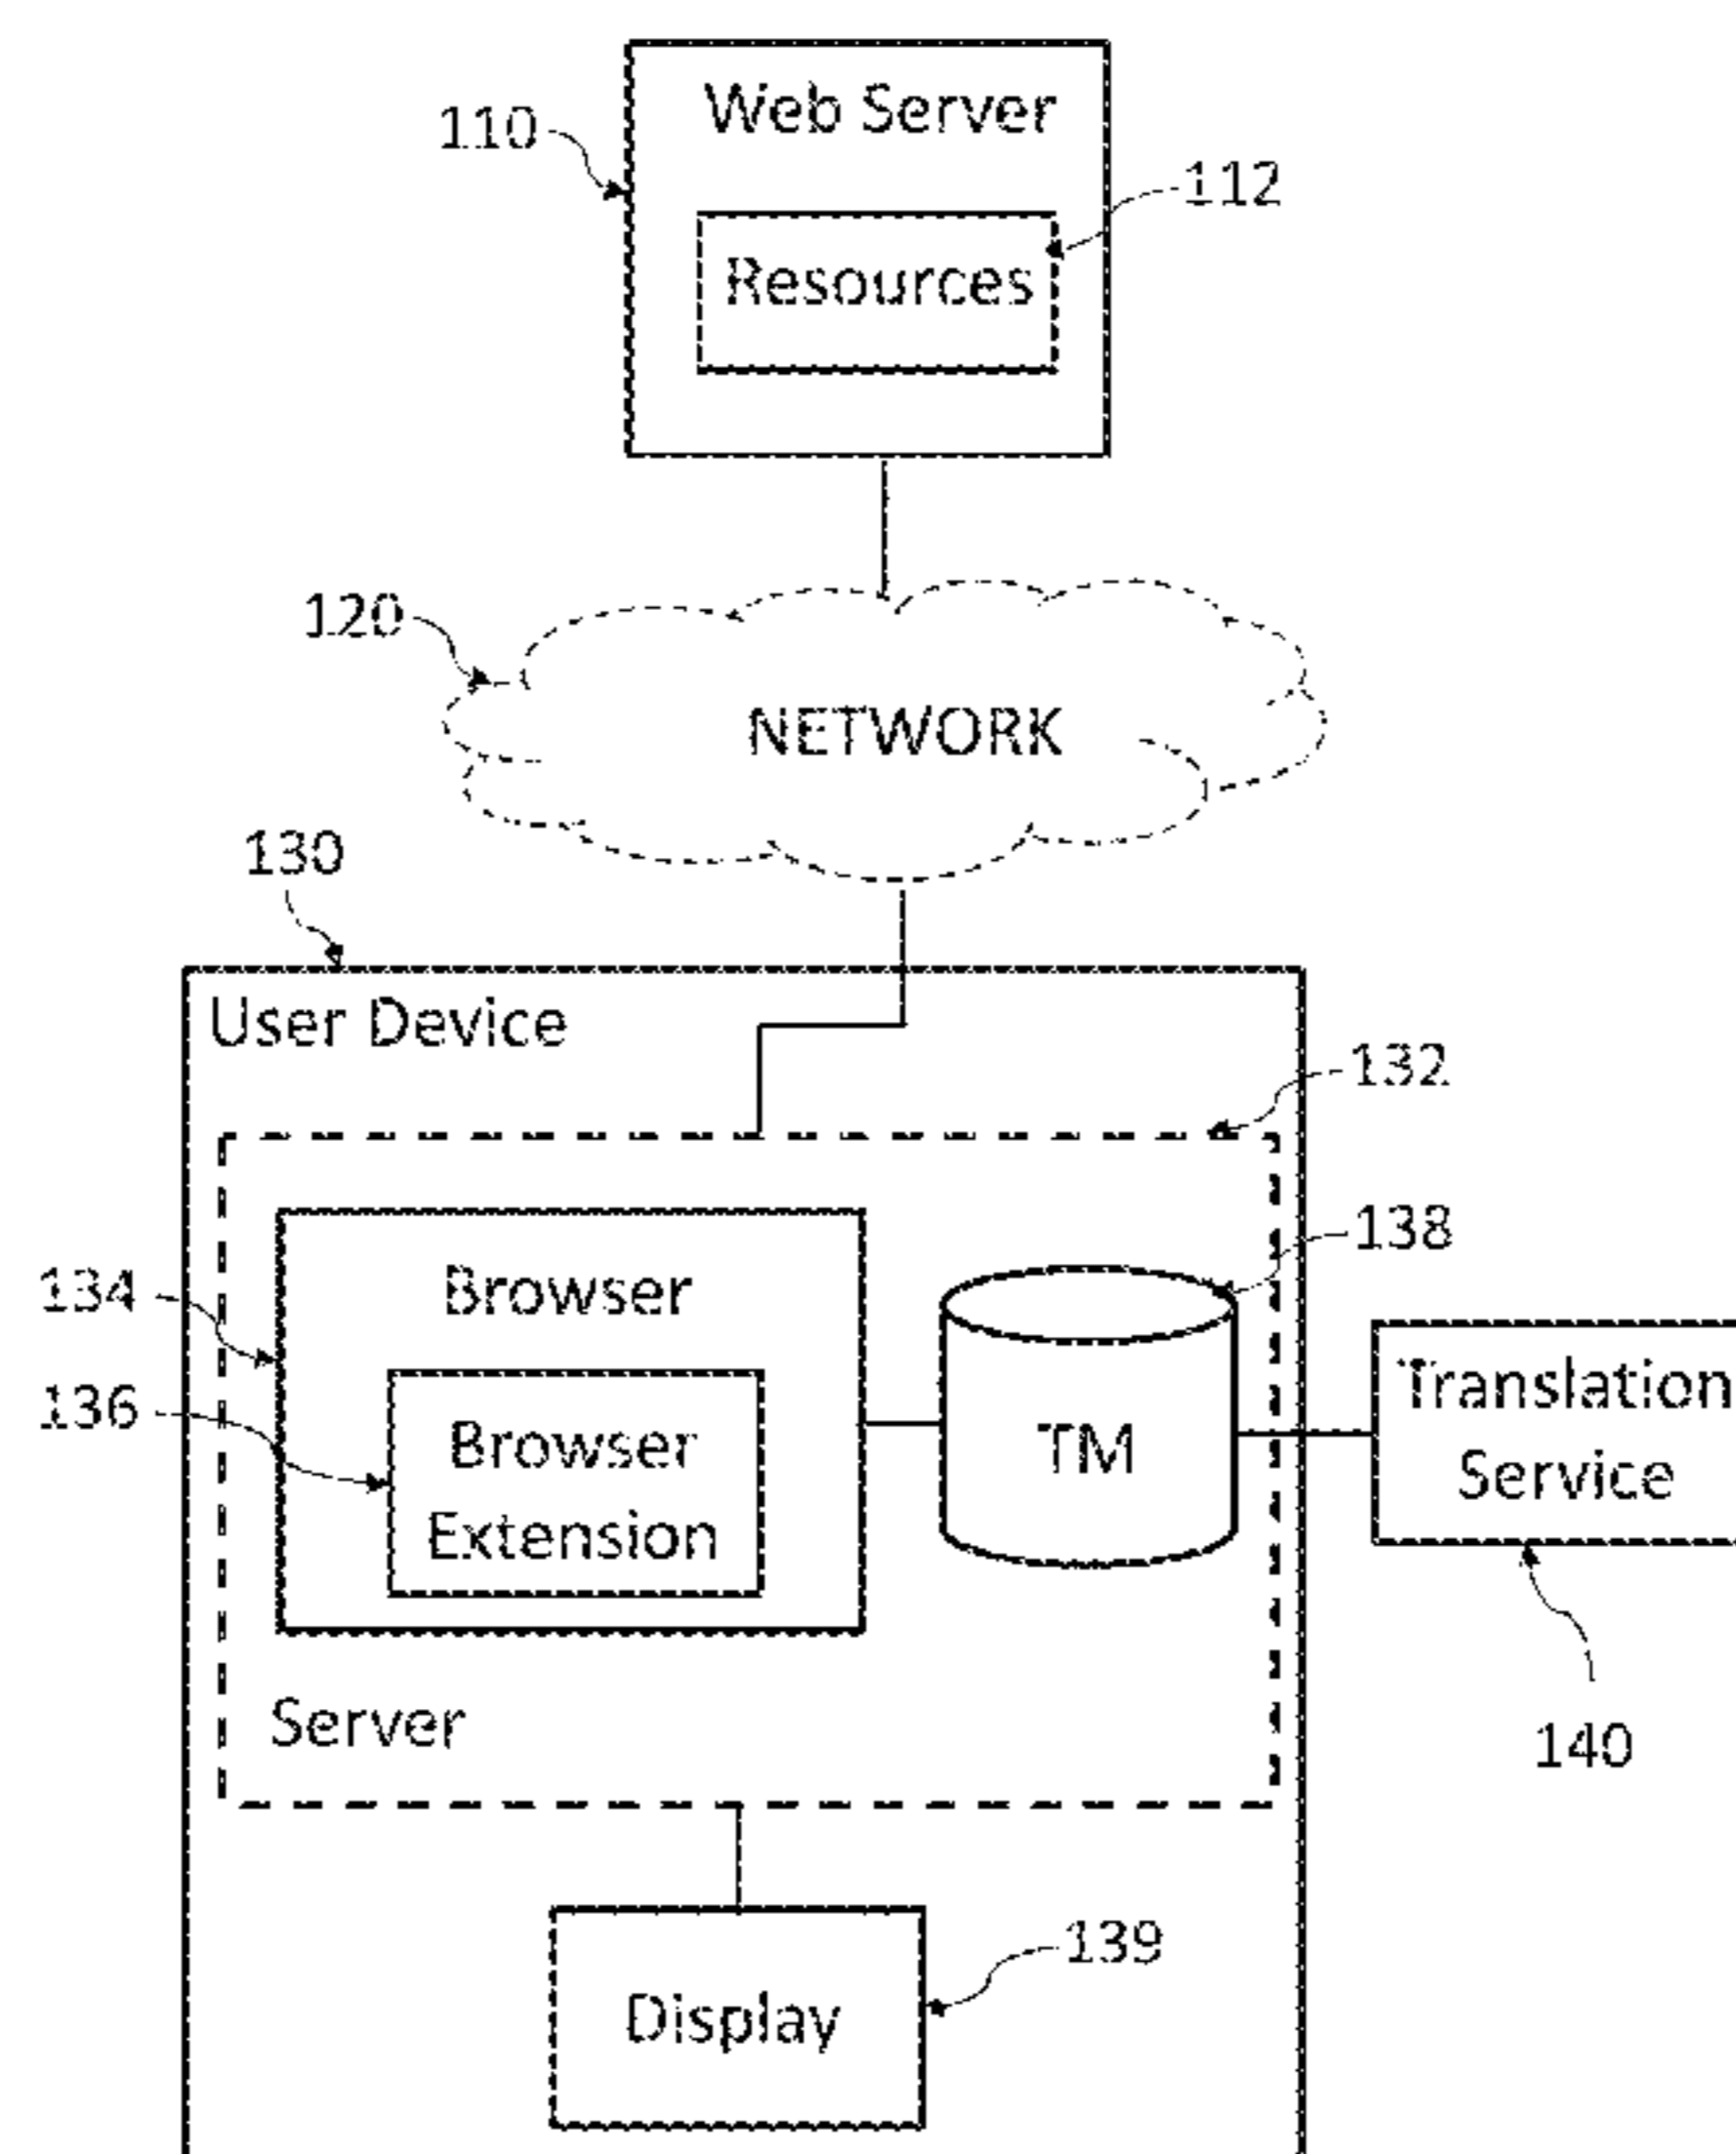 Web Server
110
112
Resources
120
NETWORK
130
User Device
132
138
134
Browser
136
Browser
Extension
TM
Translation
Service
Server
140
139
Display